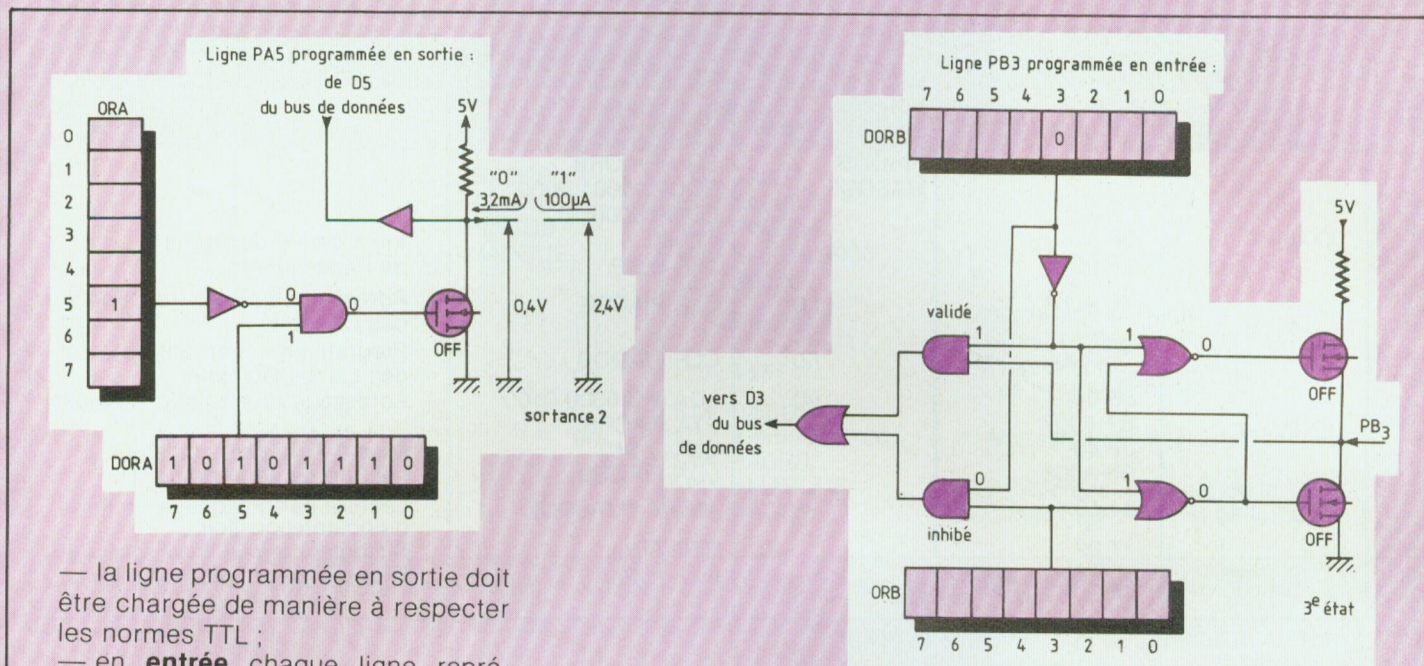 Ligne PA5 programmée en sortie :
de D5
du bus de données
ORA
0
1
2
3
4
5
6
7
1
5V
"0" "1"
3,2mA 100µA
0
1
0
OFF
0,4V
2,4V
sortance 2
DORA 1 0 1 0 1 1 1 0
7 6 5 4 3 2 1 0
— la ligne programmée en sortie doit
être chargée de manière à respecter
les normes TTL ;
— en entrée chaque ligne repré-
Ligne PB3 programmée en entrée :
7 6 5 4 3 2 1 0
DORB 0
5V
validé
1
1
0
OFF
vers D3
du bus
de données
PB3
0
1
0
OFF
inhibé
ORB
7 6 5 4 3 2 1 0
3e état